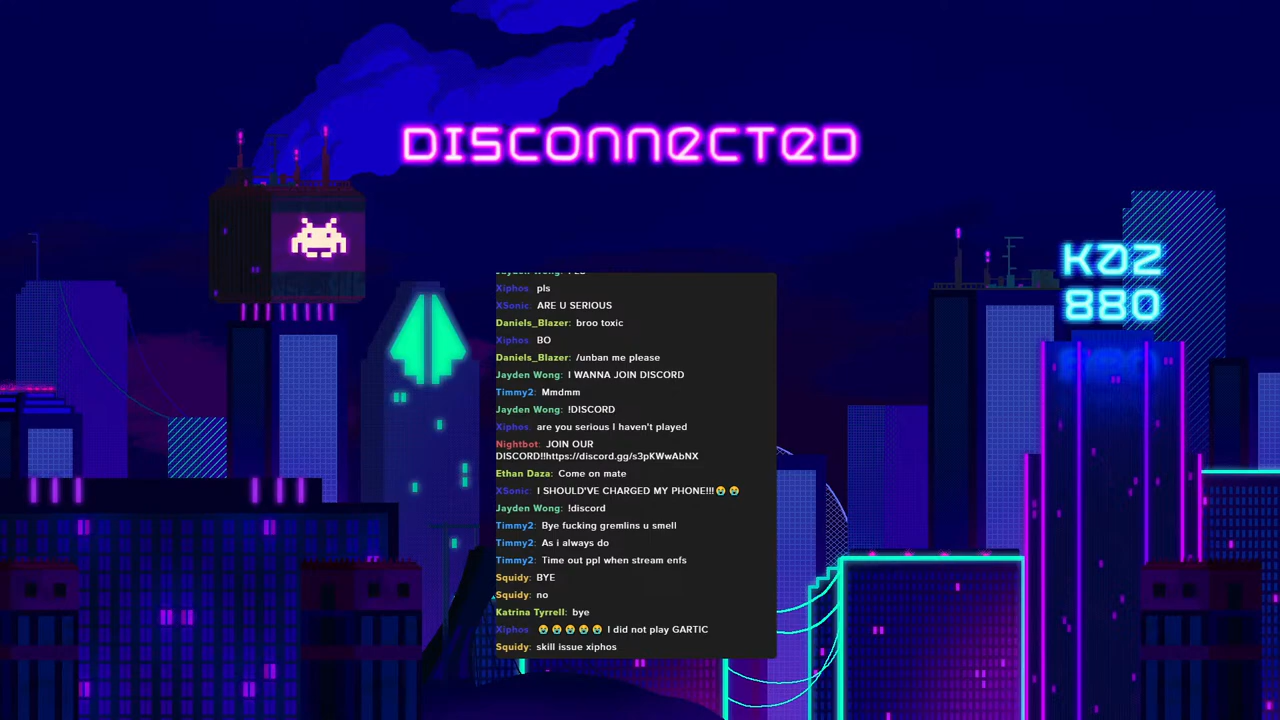 DISCONNECTED
KAZ
880
Xiphos: pls
XSonic: ARE U SERIOUS
Daniels_Blazer: broo toxic
Xiphos: BO
Daniels_Blazer: /unban me please
Jayden Wong: I WANNA JOIN DISCORD
Timmy2: Mmdmm
Jayden Wong: !DISCORD
Xiphos: are you serious I haven't played
Nightbot: JOIN OUR
DISCORD!!https://discord.gg/s3pKWwAbNX
Ethan Daza: Come on mate
XSonic: I SHOULD'VE CHARGED MY PHONE!!!😭😭
Jayden Wong: !discord
Timmy2: Bye fucking gremlins u smell
Timmy2: As i always do
Timmy2: Time out ppl when stream enfs
Squidy: BYE
Squidy: no
Katrina Tyrrell: bye
Xiphos: 😭😭😭😭😭 I did not play GARTIC
Squidy: skill issue xiphos